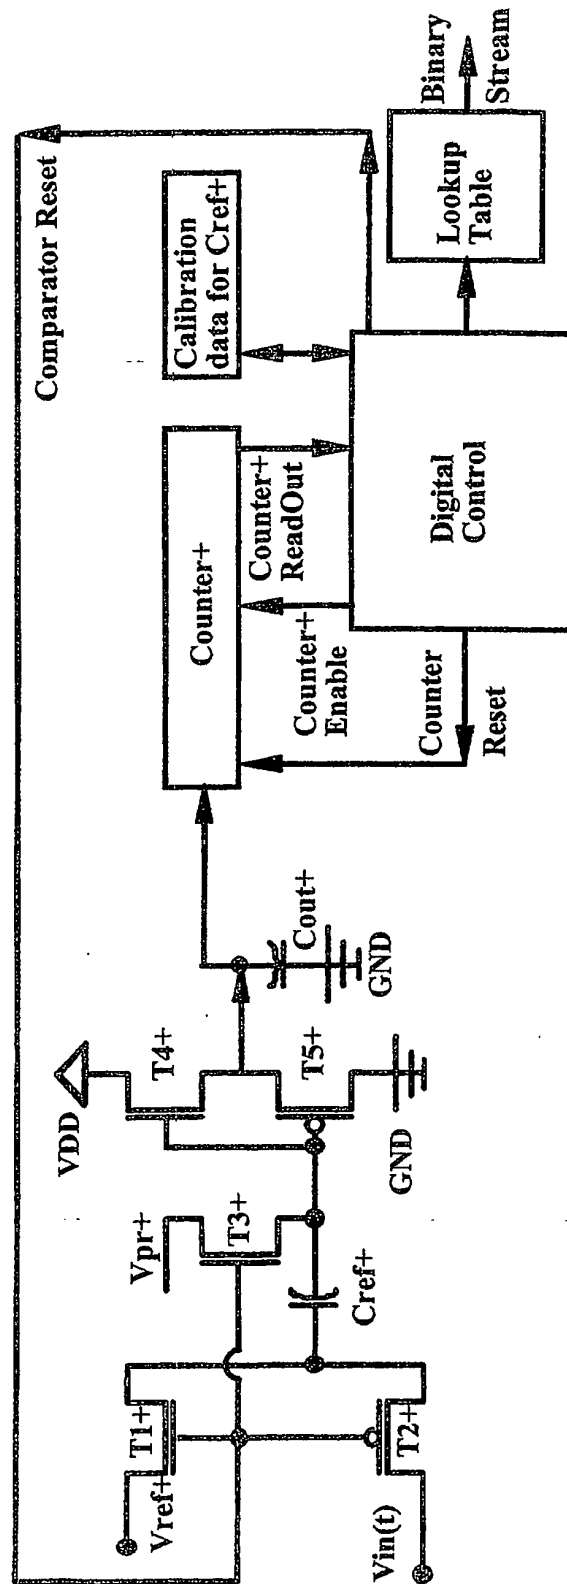 Comparator Reset
VDD
T4+
T5+
GND
Vpr+
T3+
Cref+
T1+
Vref+
T2+
Vin(t)
Cout+
GND
Counter+
Counter+
Enable
Counter+
ReadOut
Counter
Reset
Calibration
data for Cref+
Digital
Control
Lookup
Table
Binary
Stream